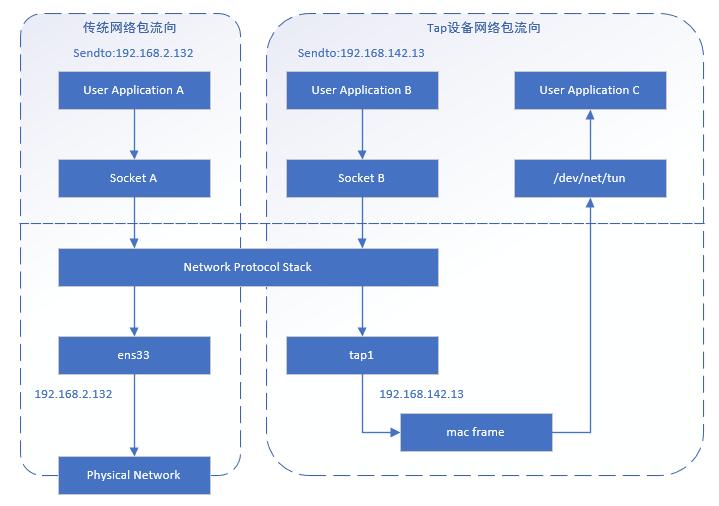 传统网络包流向
Tap设备网络包流向
Sendto:192.168.2.132
Sendto:192.168.142.13
User Application A
User Application B
User Application C
Socket A
Socket B
/dev/net/tun
Network Protocol Stack
ens33
tap1
192.168.2.132
192.168.142.13
mac frame
Physical Network